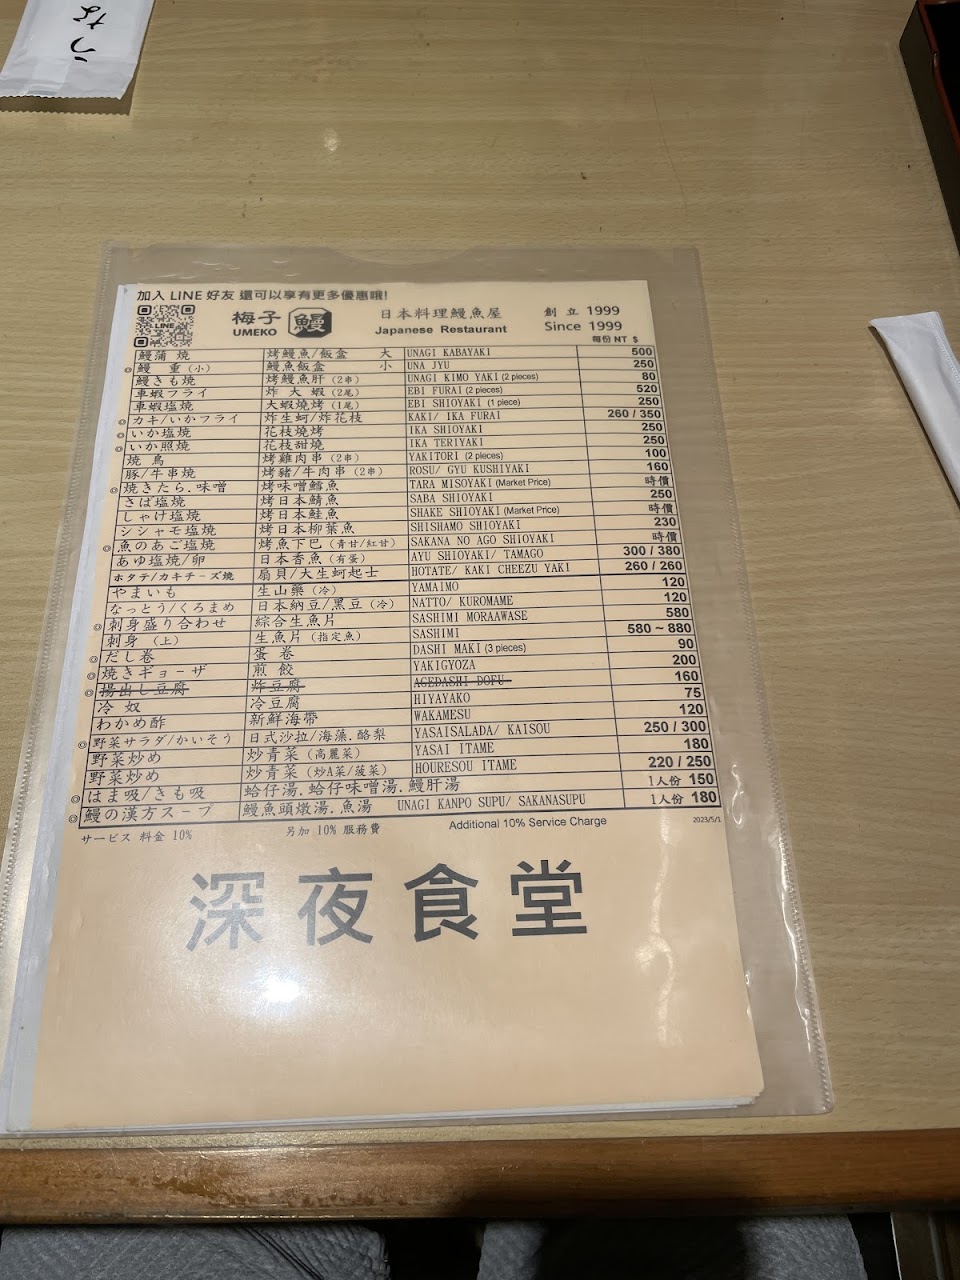 うな
加入 LINE 好友 還可以享有更多優惠哦!
LINE
梅子 鰻 日本料理鰻魚屋 創立 1999
UMEKO Japanese Restaurant Since 1999
每份 NT $
鰻蒲 焼 烤鰻魚/飯盒 大 UNAGI KABAYAKI 500
◎鰻 重(小) 鰻魚飯盒 小 UNA JYU 250
鰻きも焼 烤鰻魚肝 (2串) UNAGI KIMO YAKI (2 pieces) 80
車蝦フライ 炸 大 蝦 (2尾) EBI FURAI (2 pieces) 520
車蝦塩焼 大蝦燒烤 (1尾) EBI SHIOYAKI (1 piece) 250
◎カキ/いかフライ 炸生蚵/炸花枝 KAKI/ IKA FURAI 260 / 350
◎いか塩焼 花枝燒烤 IKA SHIOYAKI 250
◎いか照焼 花枝甜燒 IKA TERIYAKI 250
焼 鳥 烤雞肉串 (2串) YAKITORI (2 pieces) 100
豚/牛串焼 烤豬/牛肉串 (2串) ROSU/ GYU KUSHIYAKI 160
◎焼きたら.味噌 烤味噌鱈魚 TARA MISOYAKI (Market Price) 時價
さば塩焼 烤日本鯖魚 SABA SHIOYAKI 250
しゃけ塩焼 烤日本鮭魚 SHAKE SHIOYAKI (Market Price) 時價
シシャモ塩焼 烤日本柳葉魚 SHISHAMO SHIOYAKI 230
◎魚のあご塩焼 烤魚下巴 (青甘/紅甘) SAKANA NO AGO SHIOYAKI 時價
あゆ塩焼/卵 日本香魚 (有蛋) AYU SHIOYAKI/ TAMAGO 300 / 380
ホタテ/カキチーズ焼 扇貝/大生蚵起士 HOTATE/ KAKI CHEEZU YAKI 260 / 260
やまいも 生山藥 (冷) YAMAIMO 120
なっとう/くろまめ 日本納豆/黑豆 (冷) NATTO/ KUROMAME 120
◎刺身盛り合わせ 綜合生魚片 SASHIMI MORAAWASE 580
刺身 (上) 生魚片 (指定魚) SASHIMI 580 ~ 880
◎だし巻 蛋 卷 DASHI MAKI (3 pieces) 90
◎焼きギョーザ 煎 餃 YAKIGYOZA 200
◎揚出し豆腐 炸豆腐 AGEDASHI DOFU 160
冷 奴 冷豆腐 HIYAYAKO 75
わかめ酢 新鮮海帶 WAKAMESU 120
◎野菜サラダ/かいそう 日式沙拉/海藻.酪梨 YASAISALADA/ KAISOU 250 / 300
野菜炒め 炒青菜 (高麗菜) YASAI ITAME 180
野菜炒め 炒青菜 (炒A菜/菠菜) HOURESOU ITAME 220 / 250
◎はま吸/きも吸 蛤仔湯.蛤仔味噌湯.鰻肝湯 1人份 150
◎鰻の漢方スープ 鰻魚頭燉湯.魚湯 UNAGI KANPO SUPU/ SAKANASUPU 1人份 180
サービス 料金 10% 另加 10% 服務費 Additional 10% Service Charge 2023/5/1
深夜食堂